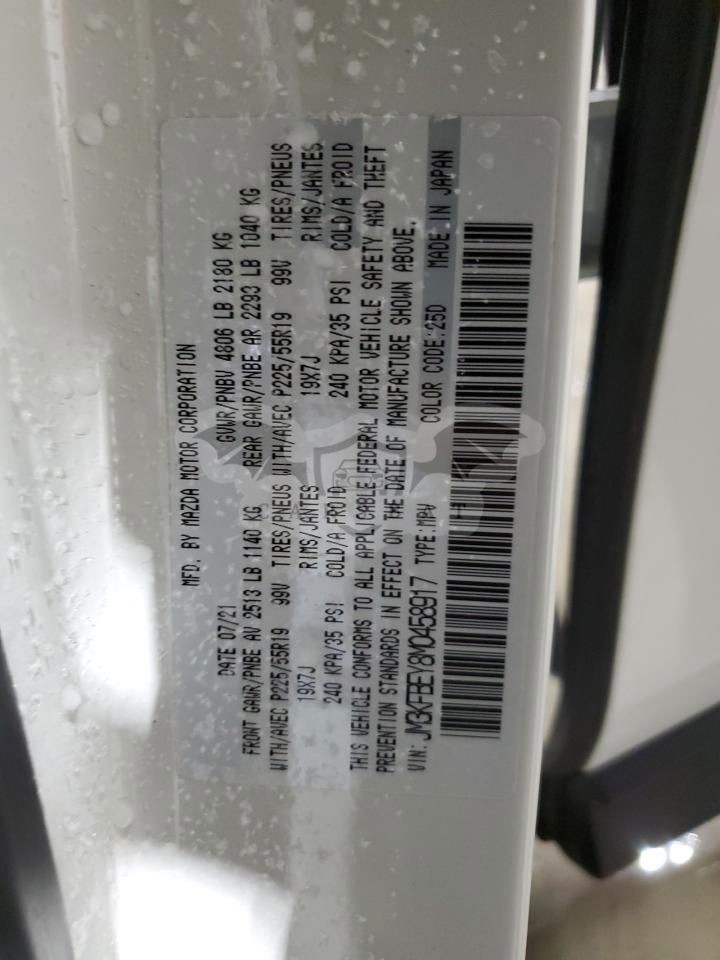 MFD. BY MAZDA MOTOR CORPORATION
DATE 07/21 GVWR/PNBV 4806 LB 2180 KG
FRONT GAWR/PNBE AV 2513 LB 1140 KG REAR GAWR/PNBE AR 2293 LB 1040 KG
WITH/AVEC P225/55R19 99V TIRES/PNEUS WITH/AVEC P225/55R19 99V TIRES/PNEUS
19X7J RIMS/JANTES 19X7J RIMS/JANTES
240 KPA/35 PSI COLD/A FROID 240 KPA/35 PSI COLD/A FROID
THIS VEHICLE CONFORMS TO ALL APPLICABLE FEDERAL MOTOR VEHICLE SAFETY AND THEFT
PREVENTION STANDARDS IN EFFECT ON THE DATE OF MANUFACTURE SHOWN ABOVE.
VIN: JM3KFBEY8M0458917 TYPE:MPV COLOR CODE:25D MADE IN JAPAN